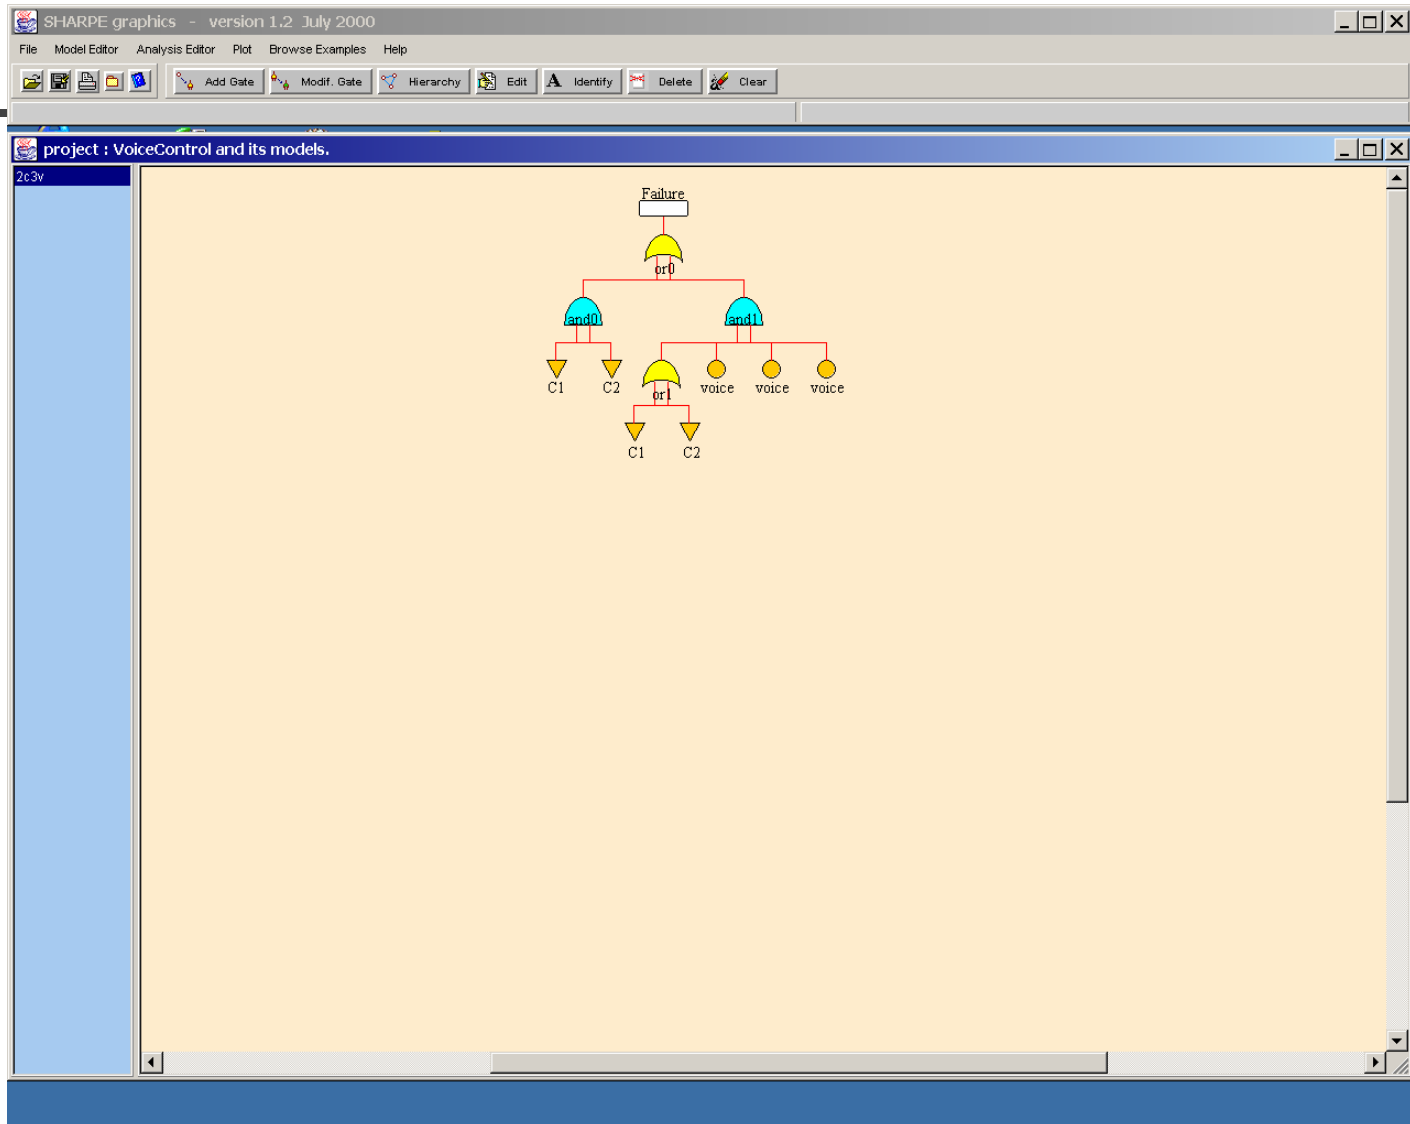 SHARPE graphics - version 1.2 July 2000
File Model Editor Analysis Editor Plot Browse Examples Help
Add Gate Modif. Gate Hierarchy Edit A Identify Delete Clear
project : VoiceControl and its models.
2c3v
Failure
or0
and0 and1
C1 C2 or1 voice voice voice
C1 C2